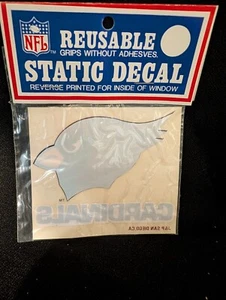 NFL
REUSABLE
GRIPS WITHOUT ADHESIVES.
STATIC DECAL
REVERSE PRINTED FOR INSIDE OF WINDOW
CARDINALS